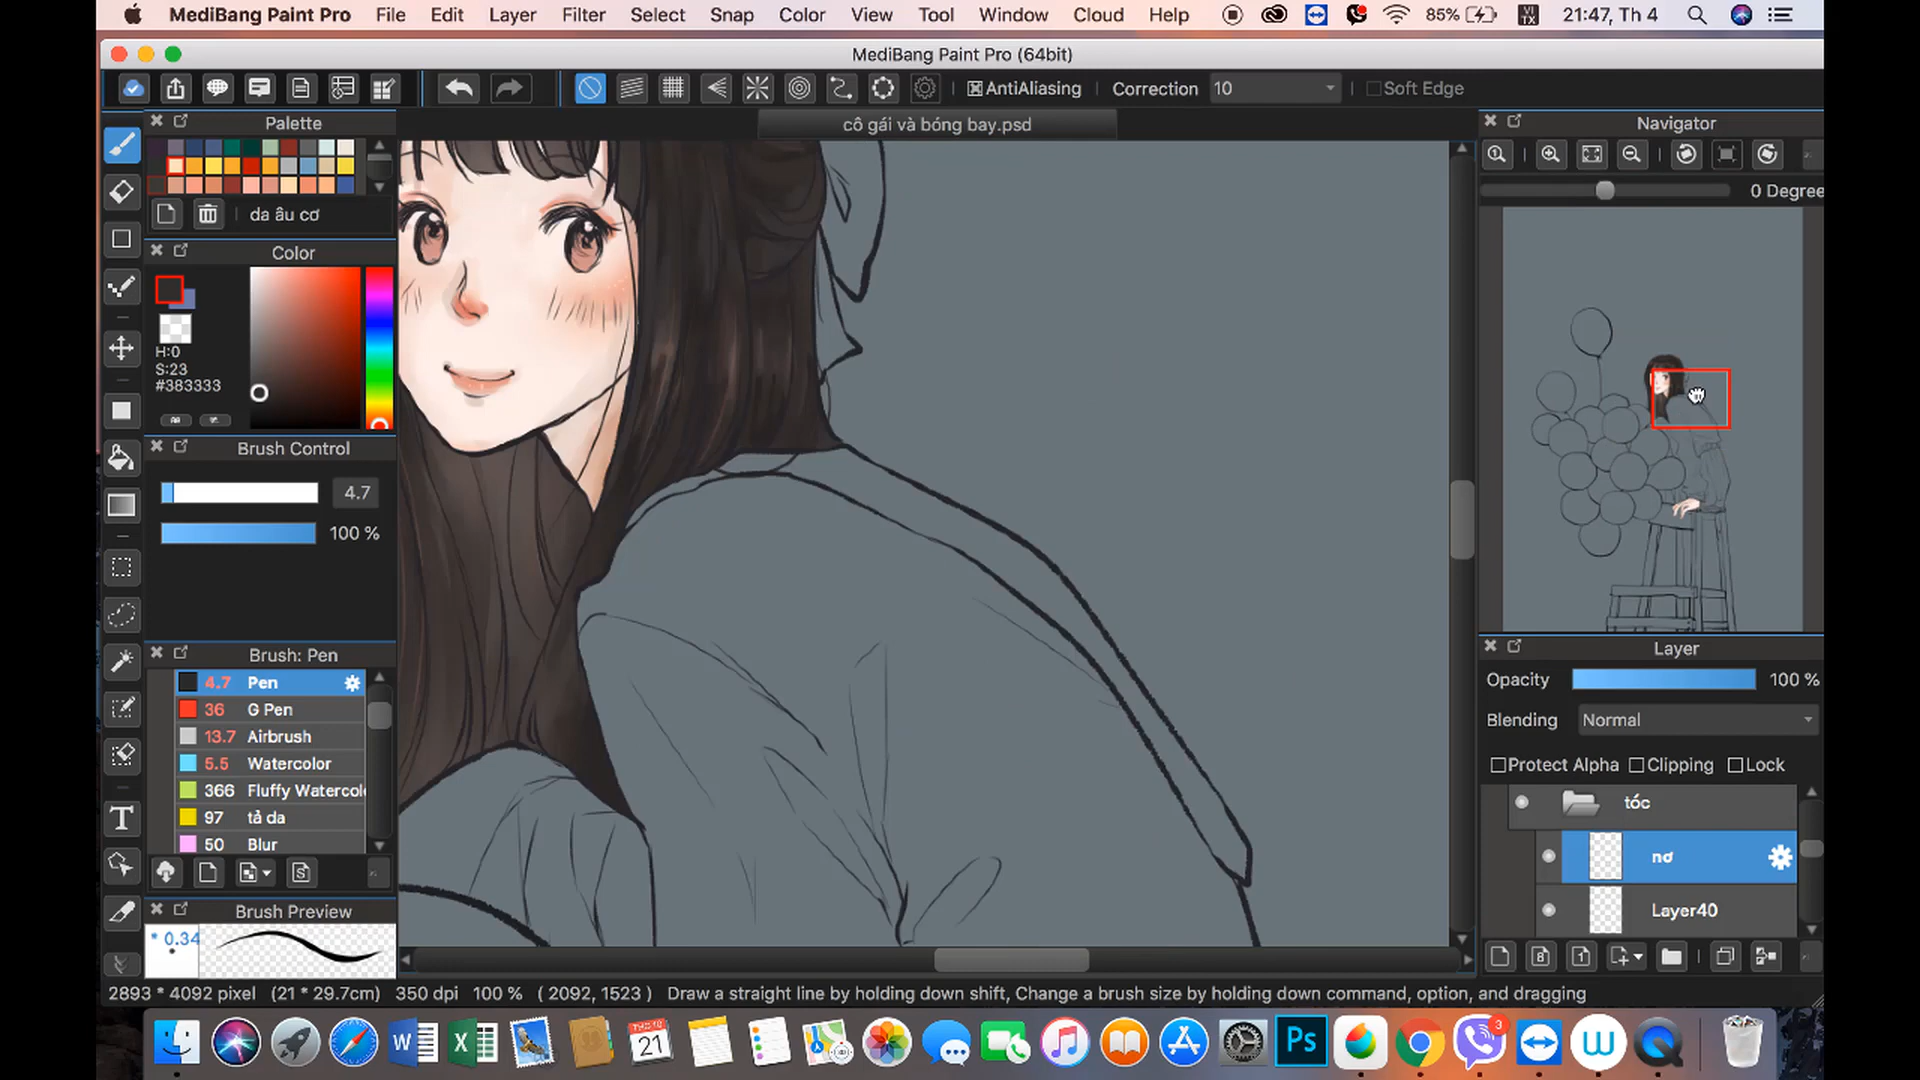 MediBang Paint Pro File Edit Layer Filter Select Snap Color View Tool Window Cloud Help 85% VI TX 21:47, Th 4
MediBang Paint Pro (64bit)
AntiAliasing Correction 10 Soft Edge
Palette
cô gái và bóng bay.psd
Navigator
0 Degree
da âu cơ
Color
H:0
S:23
#383333
Brush Control
4.7
100 %
Brush: Pen
4.7 Pen
36 G Pen
13.7 Airbrush
5.5 Watercolor
366 Fluffy Watercol
97 tả da
50 Blur
Brush Preview
* 0.34
Layer
Opacity 100 %
Blending Normal
Protect Alpha Clipping Lock
tóc
nơ
Layer40
2893 * 4092 pixel (21 * 29.7cm) 350 dpi 100 % ( 2092, 1523 ) Draw a straight line by holding down shift, Change a brush size by holding down command, option, and dragging
21
Ps
3